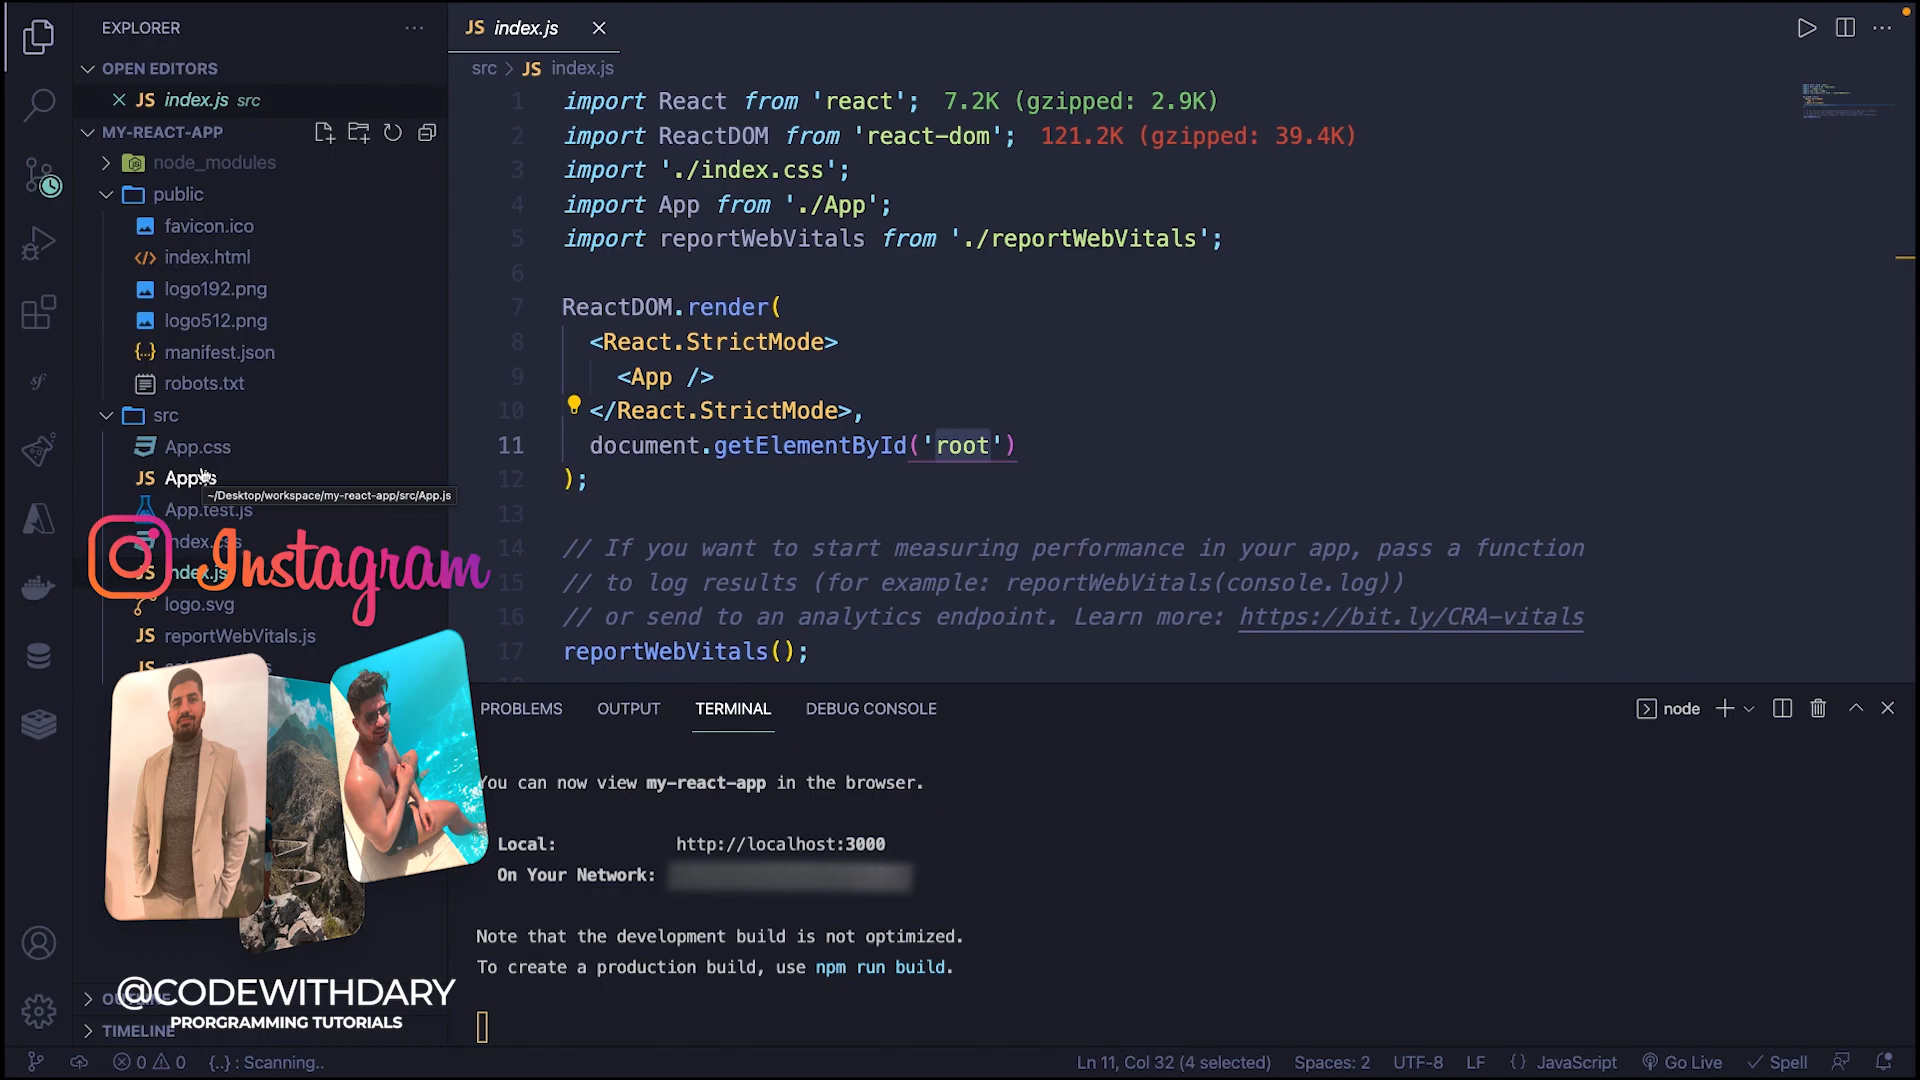 EXPLORER
OPEN EDITORS
JS index.js src
MY-REACT-APP
node_modules
public
favicon.ico
index.html
logo192.png
logo512.png
manifest.json
robots.txt
src
App.css
JS App.js
~/Desktop/workspace/my-react-app/src/App.js
App.test.js
index.css
JS index.js
logo.svg
JS reportWebVitals.js
JS
Instagram
@CODEWITHDARY
PRORGRAMMING TUTORIALS
OUTLINE
TIMELINE
JS index.js
src > JS index.js
1 import React from 'react'; 7.2K (gzipped: 2.9K)
2 import ReactDOM from 'react-dom'; 121.2K (gzipped: 39.4K)
3 import './index.css';
4 import App from './App';
5 import reportWebVitals from './reportWebVitals';
6
7 ReactDOM.render(
8 <React.StrictMode>
9 <App />
10 </React.StrictMode>,
11 document.getElementById('root')
12 );
13
14 // If you want to start measuring performance in your app, pass a function
15 // to log results (for example: reportWebVitals(console.log))
16 // or send to an analytics endpoint. Learn more: https://bit.ly/CRA-vitals
17 reportWebVitals();
PROBLEMS OUTPUT TERMINAL DEBUG CONSOLE
node
You can now view my-react-app in the browser.
Local: http://localhost:3000
On Your Network:
Note that the development build is not optimized.
To create a production build, use npm run build.
0 0 {..} : Scanning..
Ln 11, Col 32 (4 selected) Spaces: 2 UTF-8 LF {} JavaScript Go Live Spell